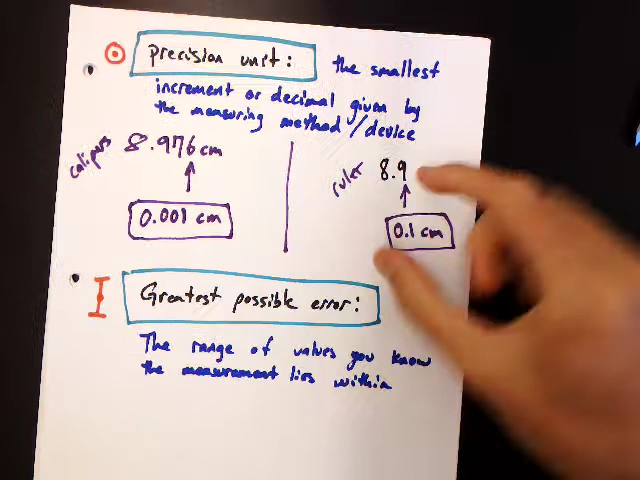 Precision unit: the smallest
increment or decimal given by
the measuring method/device
calipers 8.976 cm
0.001 cm
ruler 8.9
0.1 cm
Greatest possible error:
The range of values you know
the measurement lies within